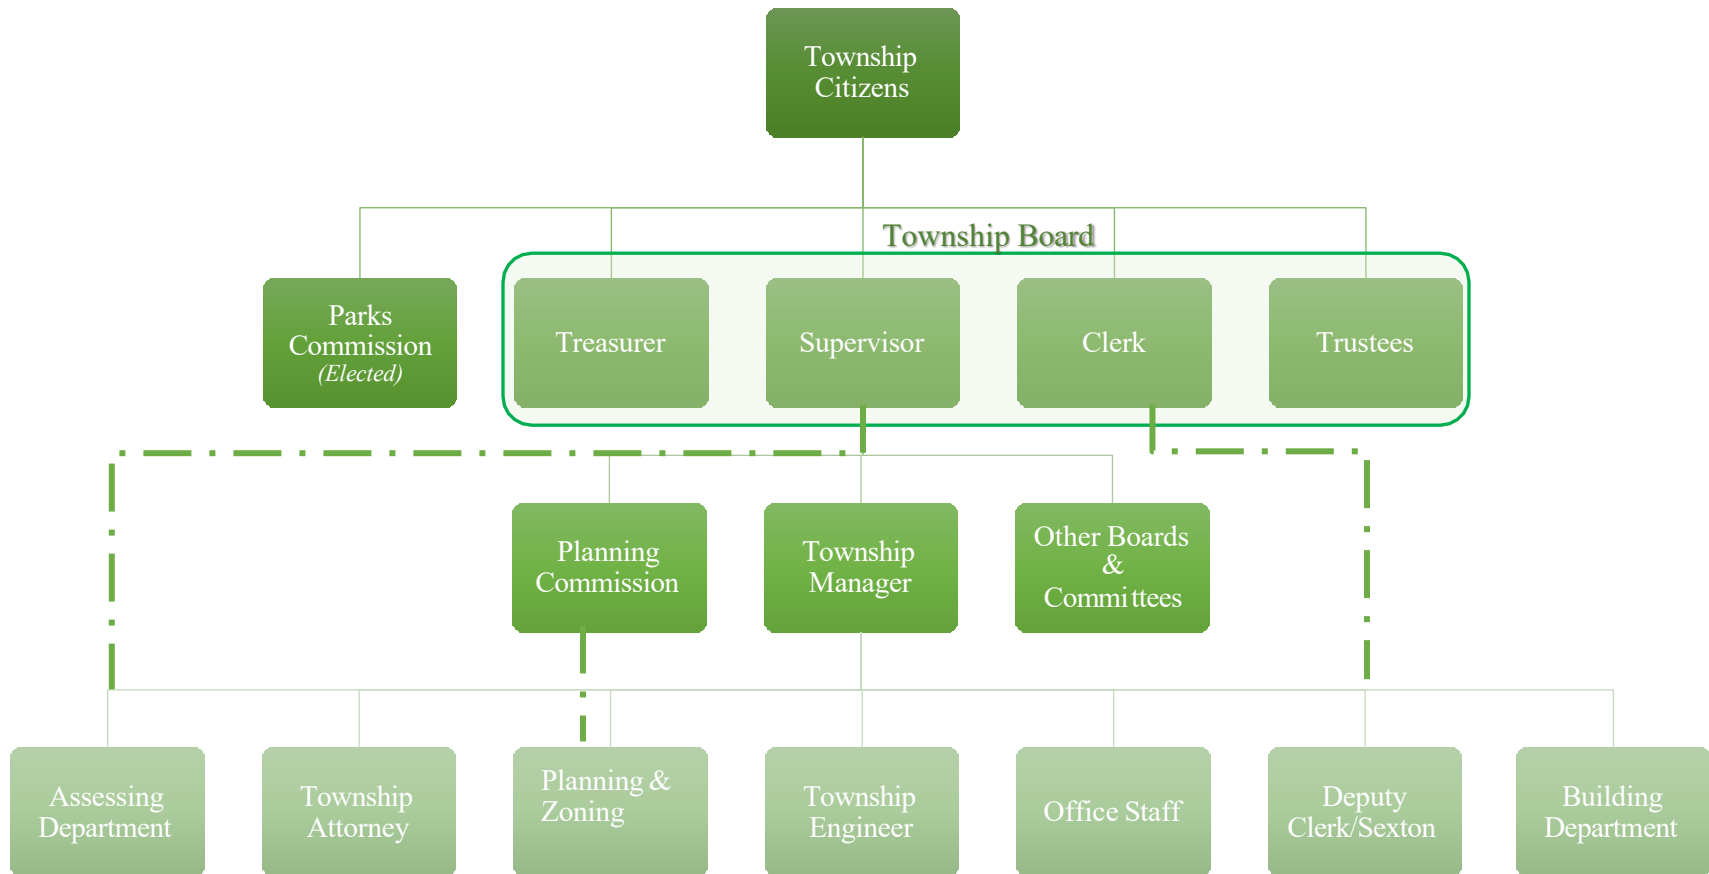 Township
Citizens
Township Board
Parks
Commission
(Elected)
Treasurer
Supervisor
Clerk
Trustees
Planning
Commission
Township
Manager
Other Boards
&
Committees
Assessing
Department
Township
Attorney
Planning &
Zoning
Township
Engineer
Office Staff
Deputy
Clerk/Sexton
Building
Department